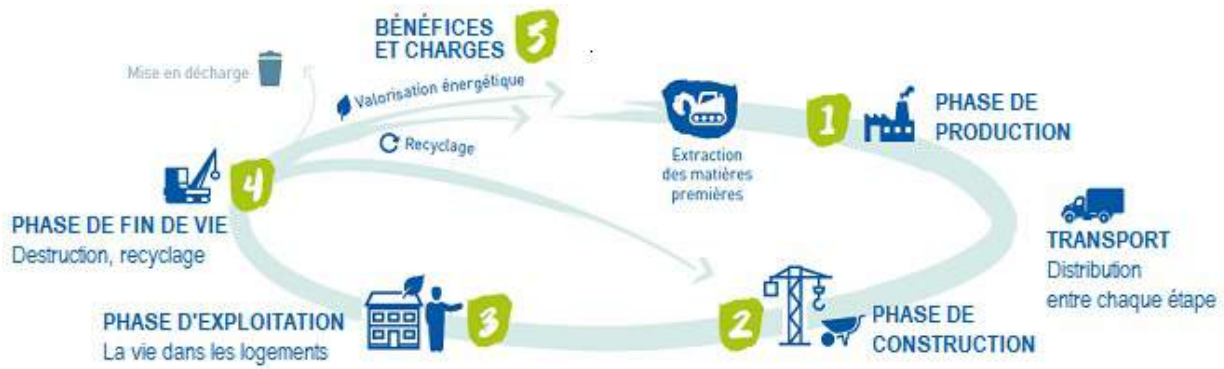 BÉNÉFICES
ET CHARGES
5
Mise en décharge
Valorisation énergétique
Recyclage
Extraction
des matières
premières
1
PHASE DE
PRODUCTION
TRANSPORT
Distribution
entre chaque étape
2
PHASE DE
CONSTRUCTION
3
PHASE D'EXPLOITATION
La vie dans les logements
4
PHASE DE FIN DE VIE
Destruction, recyclage